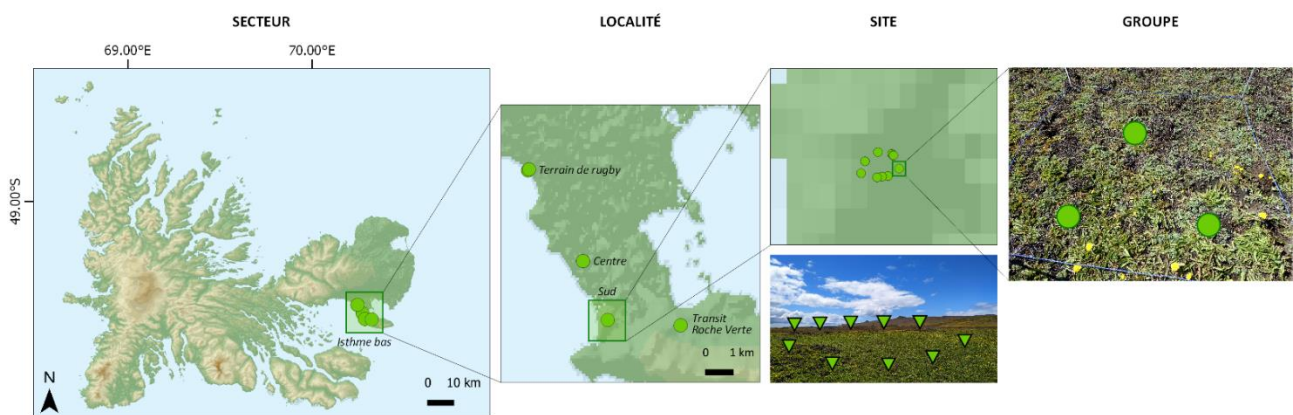 SECTEUR
LOCALITÉ
SITE
GROUPE
69.00°E
70.00°E
49.00°S
Isthme bas
N
0 10 km
Terrain de rugby
Centre
Sud
Transit
Roche Verte
0 1 km